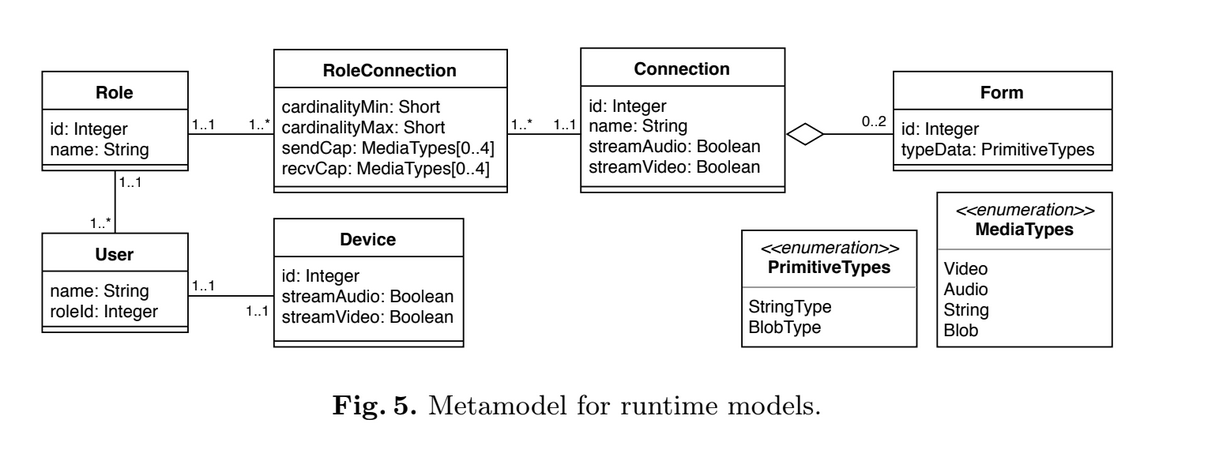 Role
id: Integer
name: String
1..1
1..*
RoleConnection
cardinalityMin: Short
cardinalityMax: Short
sendCap: MediaTypes[0..4]
recvCap: MediaTypes[0..4]
1..*
1..1
Connection
id: Integer
name: String
streamAudio: Boolean
streamVideo: Boolean
0..2
Form
id: Integer
typeData: PrimitiveTypes
1..1
1..*
User
name: String
roleId: Integer
1..1
1..1
Device
id: Integer
streamAudio: Boolean
streamVideo: Boolean
<<enumeration>>
PrimitiveTypes
StringType
BlobType
<<enumeration>>
MediaTypes
Video
Audio
String
Blob
Fig. 5. Metamodel for runtime models.